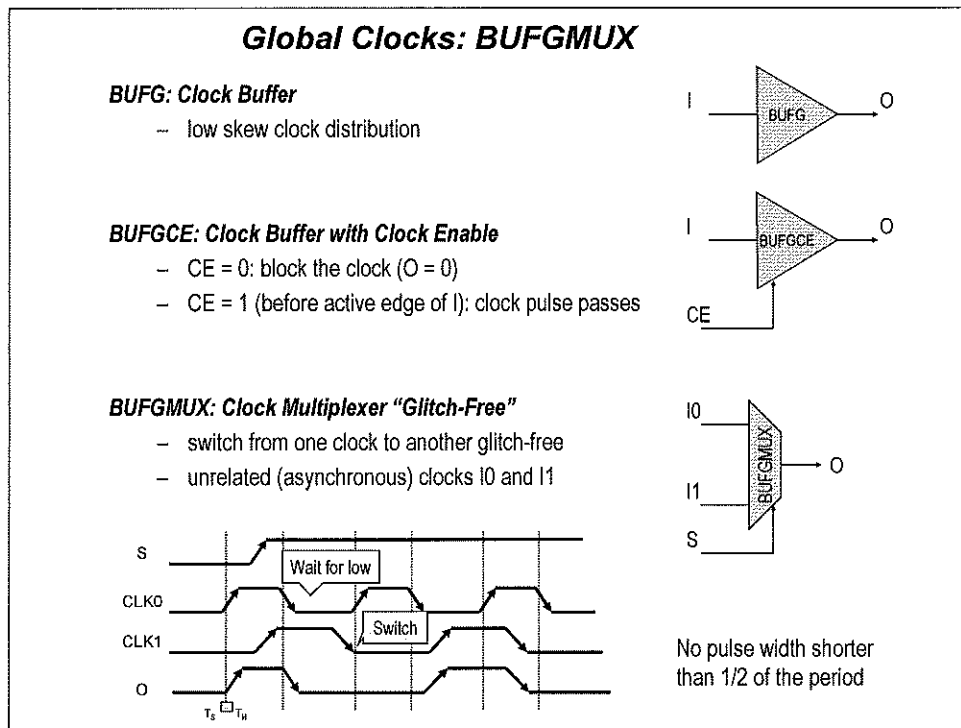 Global Clocks: BUFGMUX
BUFG: Clock Buffer
– low skew clock distribution
I
BUFG
O
BUFGCE: Clock Buffer with Clock Enable
– CE = 0: block the clock (O = 0)
– CE = 1 (before active edge of I): clock pulse passes
I
BUFGCE
O
CE
BUFGMUX: Clock Multiplexer “Glitch-Free”
– switch from one clock to another glitch-free
– unrelated (asynchronous) clocks I0 and I1
I0
I1
BUFGMUX
O
S
S
Wait for low
CLK0
Switch
CLK1
O
TS TH
No pulse width shorter
than 1/2 of the period